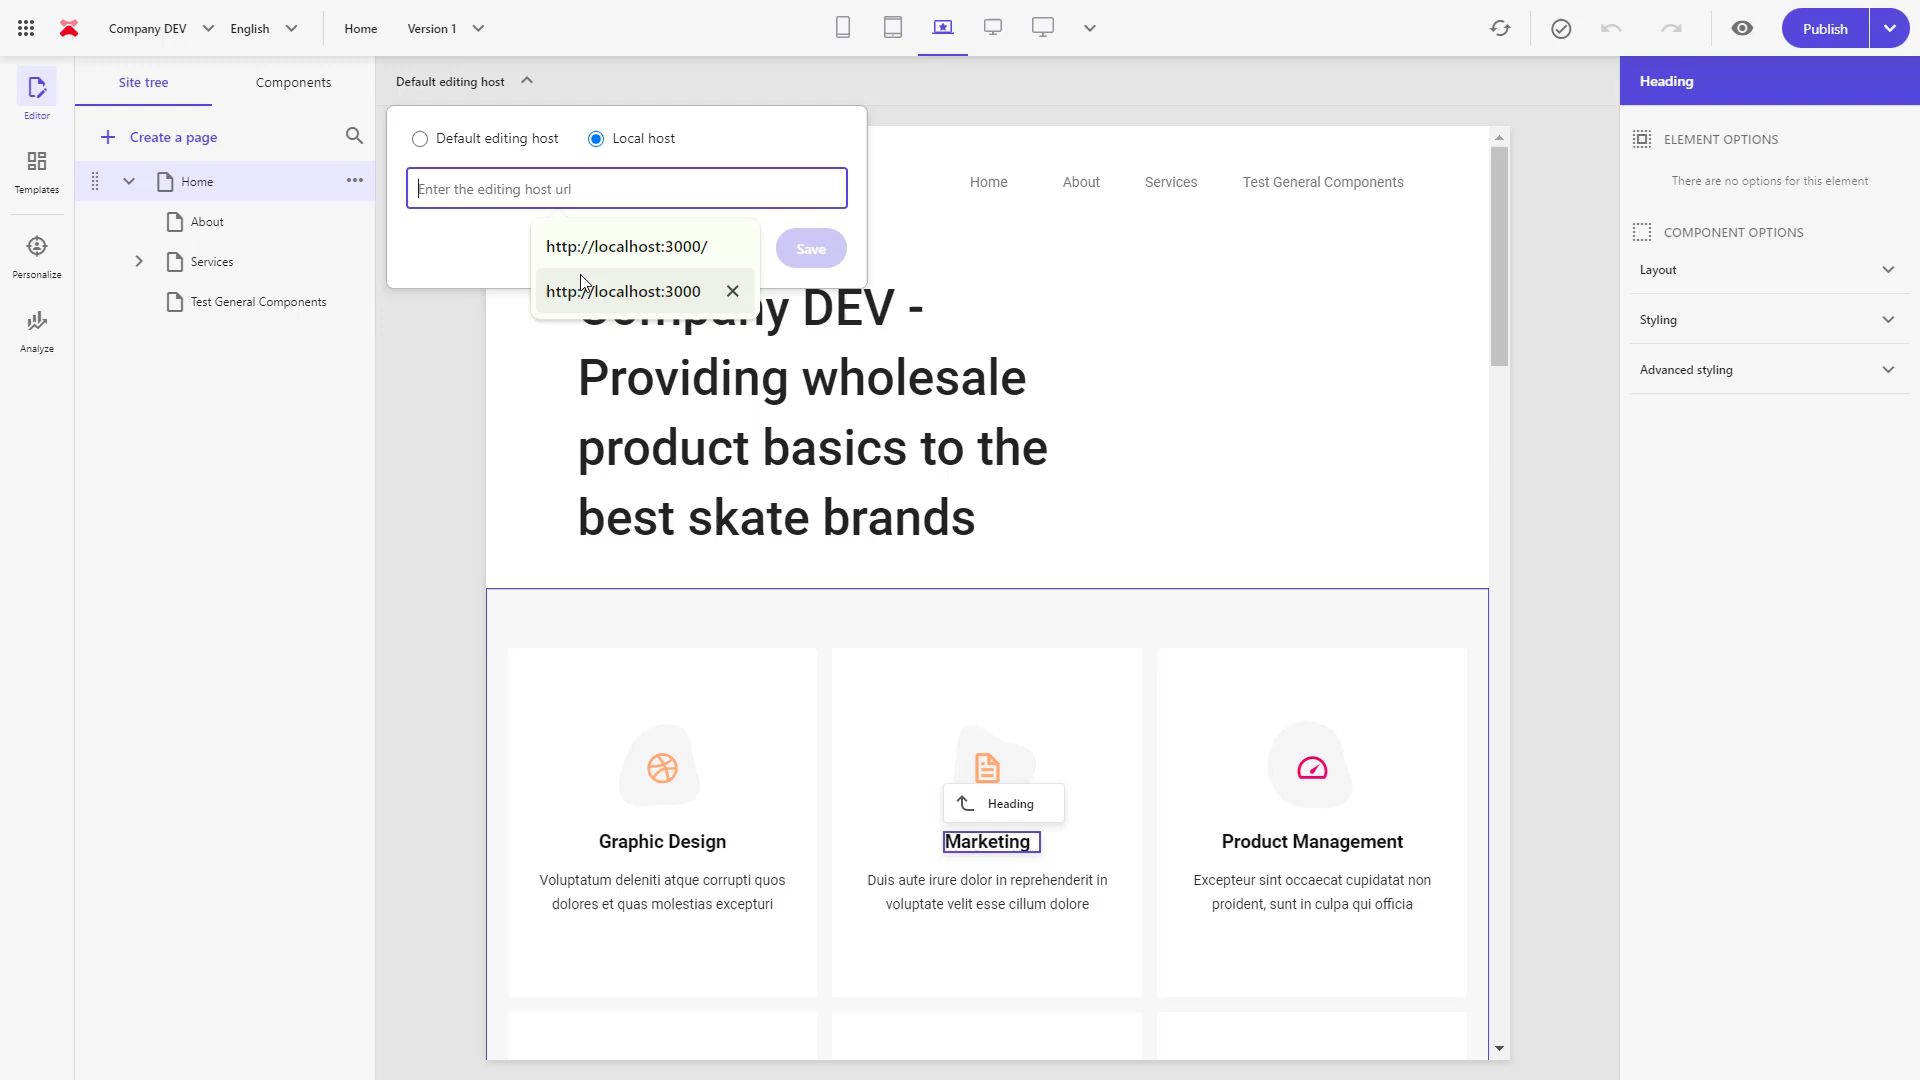 Company DEV
English
Home
Version 1
Publish
Editor
Templates
Personalize
Analyze
Site tree
Components
Create a page
Home
About
Services
Test General Components
Default editing host
Default editing host
Local host
Enter the editing host url
Save
http://localhost:3000/
http://localhost:3000
Home
About
Services
Test General Components
Company DEV -
Providing wholesale
product basics to the
best skate brands
Graphic Design
Voluptatum deleniti atque corrupti quos
dolores et quas molestias excepturi
Heading
Marketing
Duis aute irure dolor in reprehenderit in
voluptate velit esse cillum dolore
Product Management
Excepteur sint occaecat cupidatat non
proident, sunt in culpa qui officia
Heading
ELEMENT OPTIONS
There are no options for this element
COMPONENT OPTIONS
Layout
Styling
Advanced styling